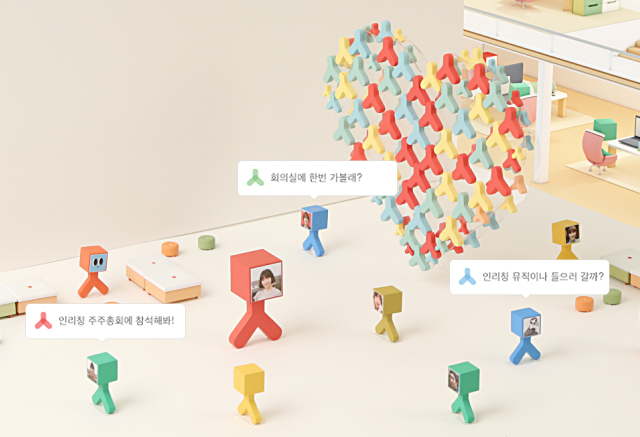 회의실에 한번 가볼래?
인리칭 뮤직이나 들으러 갈까?
인리칭 주주총회에 참석해봐!